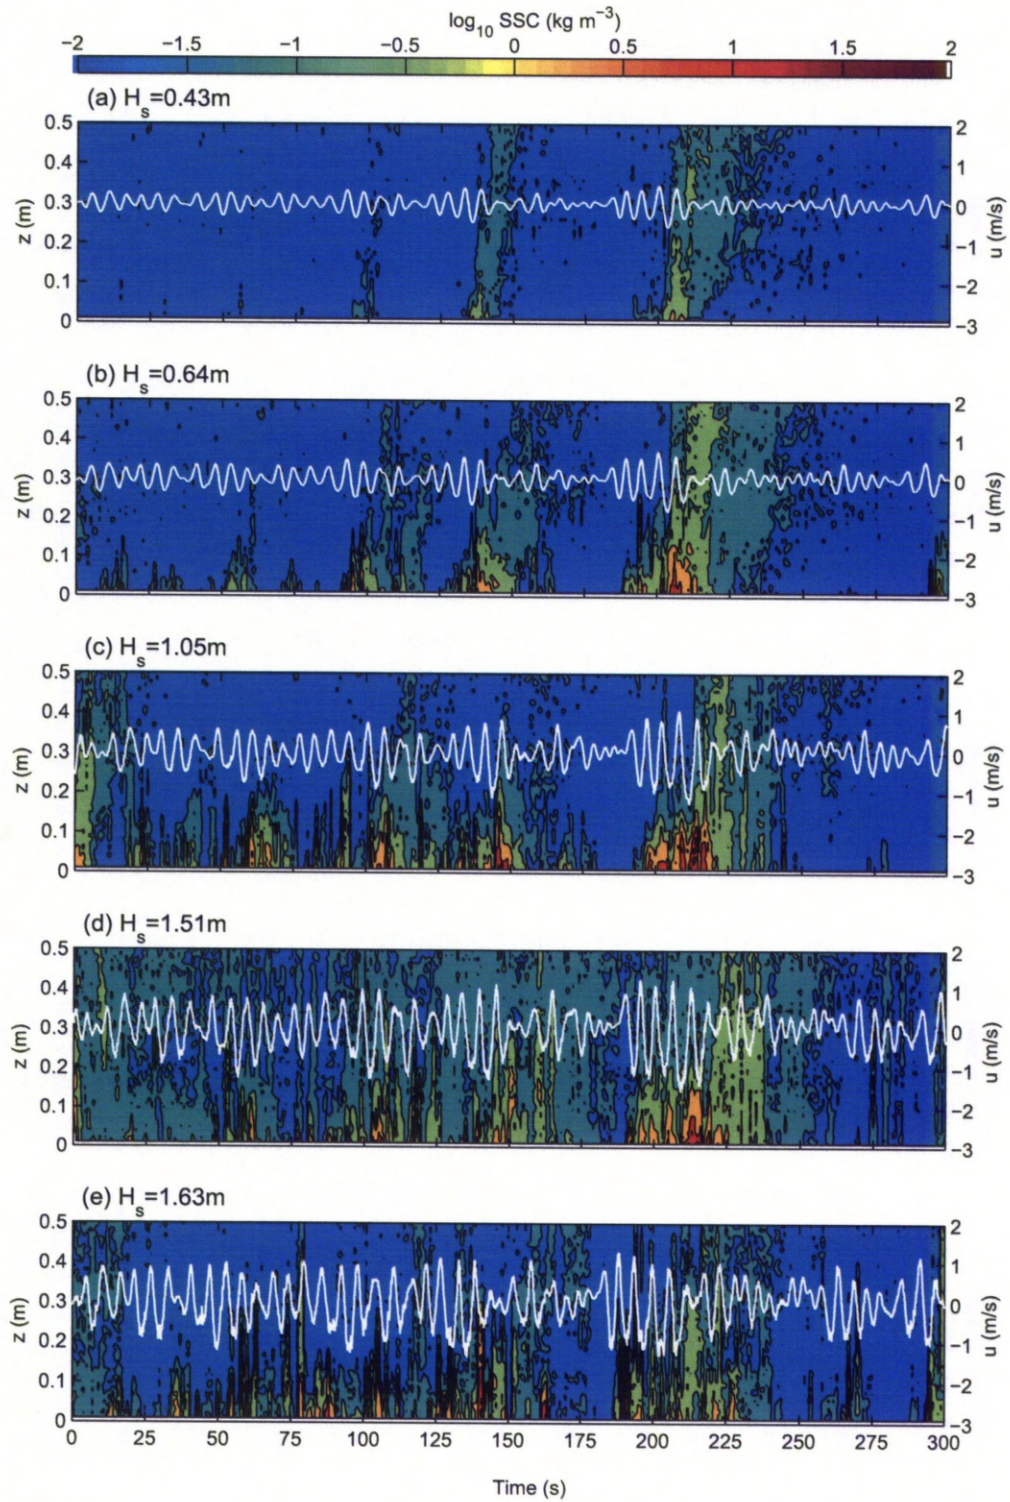 log10 SSC (kg m−3)
−2 −1.5 −1 −0.5 0 0.5 1 1.5 2
(a) Hs=0.43m
0.5 0.4 0.3 0.2 0.1 0
z (m)
2 1 0 −1 −2 −3
u (m/s)
(b) Hs=0.64m
0.5 0.4 0.3 0.2 0.1 0
z (m)
2 1 0 −1 −2 −3
u (m/s)
(c) Hs=1.05m
0.5 0.4 0.3 0.2 0.1 0
z (m)
2 1 0 −1 −2 −3
u (m/s)
(d) Hs=1.51m
0.5 0.4 0.3 0.2 0.1 0
z (m)
2 1 0 −1 −2 −3
u (m/s)
(e) Hs=1.63m
0.5 0.4 0.3 0.2 0.1 0
z (m)
2 1 0 −1 −2 −3
u (m/s)
0 25 50 75 100 125 150 175 200 225 250 275 300
Time (s)